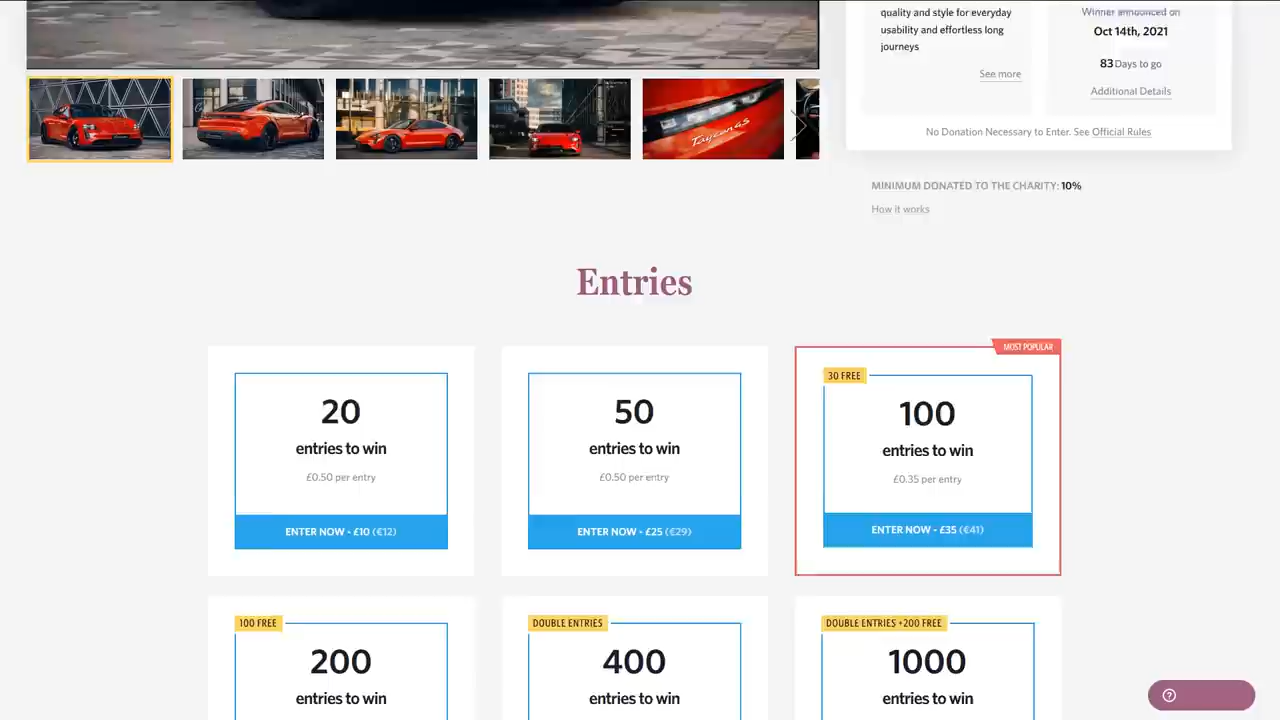 quality and style for everyday
usability and effortless long
journeys
See more
Winner announced on
Oct 14th, 2021
83 Days to go
Additional Details
No Donation Necessary to Enter. See Official Rules
Taycan 4S
MINIMUM DONATED TO THE CHARITY: 10%
How it works
Entries
20
entries to win
£0.50 per entry
ENTER NOW - £10 (€12)
50
entries to win
£0.50 per entry
ENTER NOW - £25 (€29)
MOST POPULAR
30 FREE
100
entries to win
£0.35 per entry
ENTER NOW - £35 (€41)
100 FREE
200
entries to win
DOUBLE ENTRIES
400
entries to win
DOUBLE ENTRIES +200 FREE
1000
entries to win